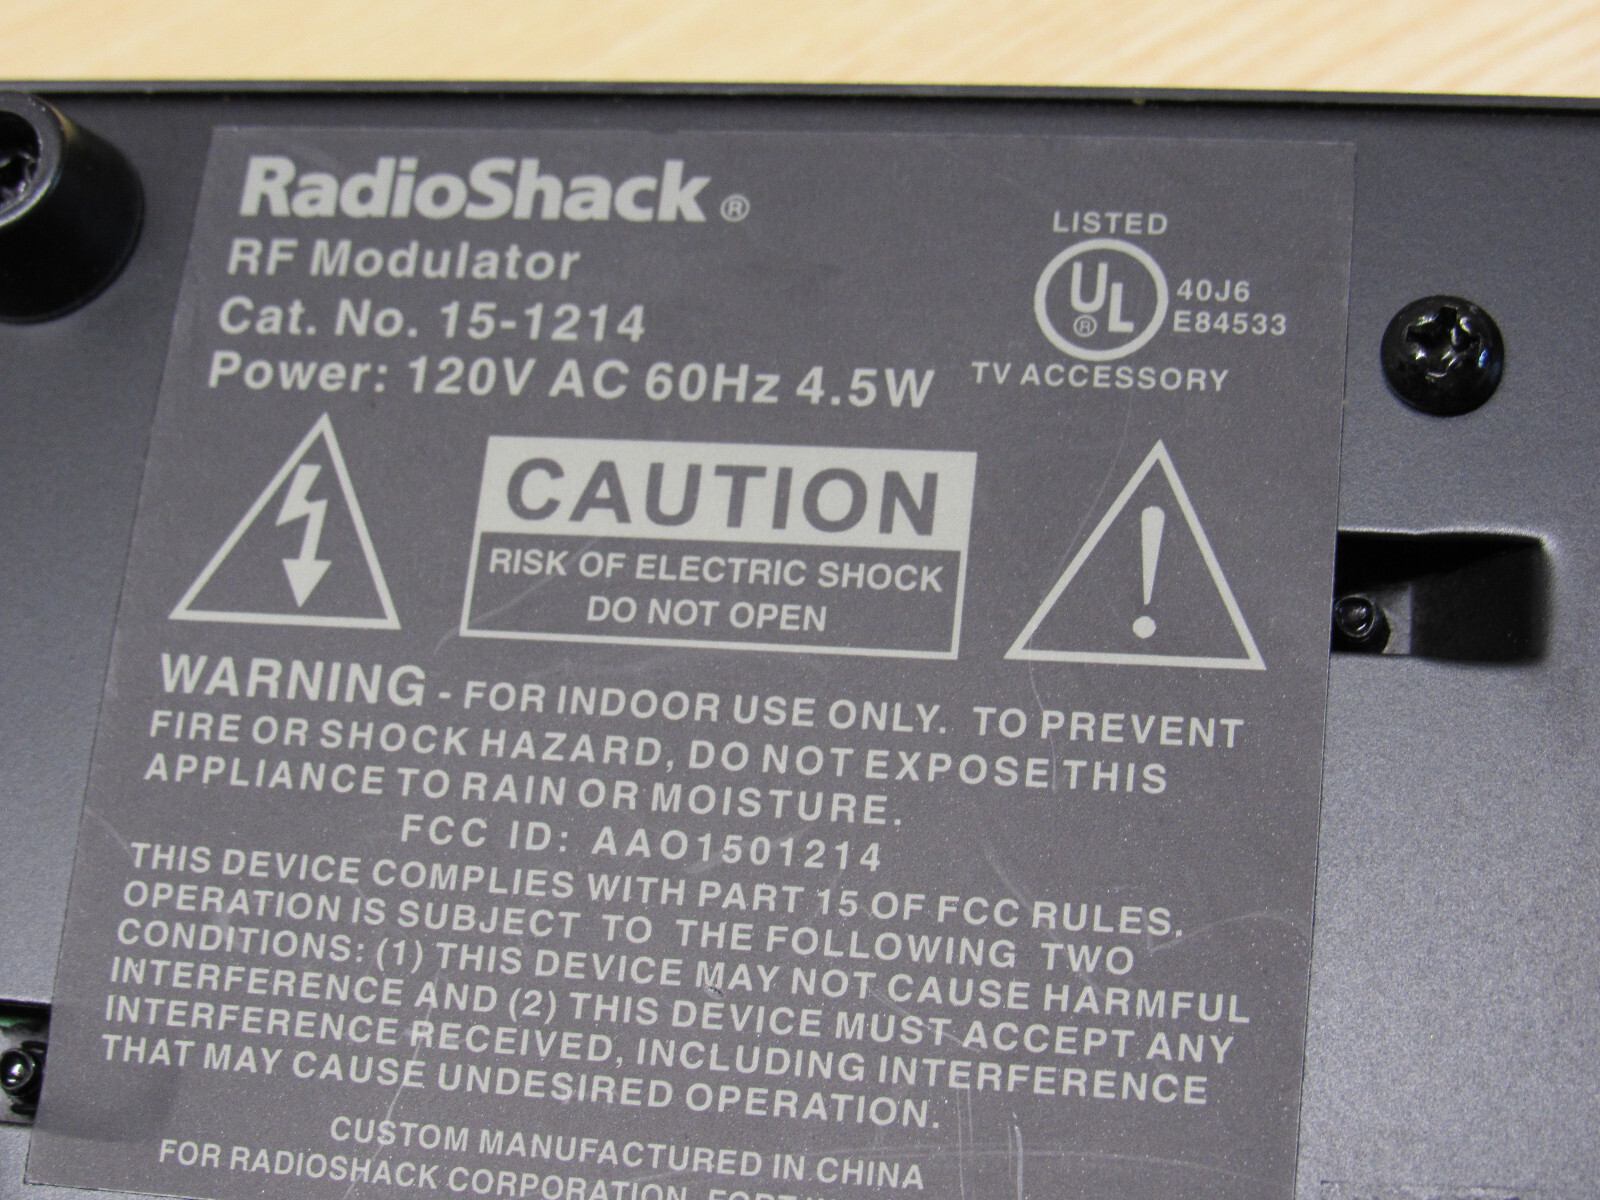 RadioShack ®
RF Modulator
Cat. No. 15-1214
Power: 120V AC 60Hz 4.5W
LISTED
UL ®
40J6
E84533
TV ACCESSORY
CAUTION
RISK OF ELECTRIC SHOCK
DO NOT OPEN
WARNING - FOR INDOOR USE ONLY. TO PREVENT
FIRE OR SHOCK HAZARD, DO NOT EXPOSE THIS
APPLIANCE TO RAIN OR MOISTURE.
FCC ID: AAO1501214
THIS DEVICE COMPLIES WITH PART 15 OF FCC RULES.
OPERATION IS SUBJECT TO THE FOLLOWING TWO
CONDITIONS: (1) THIS DEVICE MAY NOT CAUSE HARMFUL
INTERFERENCE AND (2) THIS DEVICE MUST ACCEPT ANY
INTERFERENCE RECEIVED, INCLUDING INTERFERENCE
THAT MAY CAUSE UNDESIRED OPERATION.
CUSTOM MANUFACTURED IN CHINA
FOR RADIOSHACK CORPORATION,